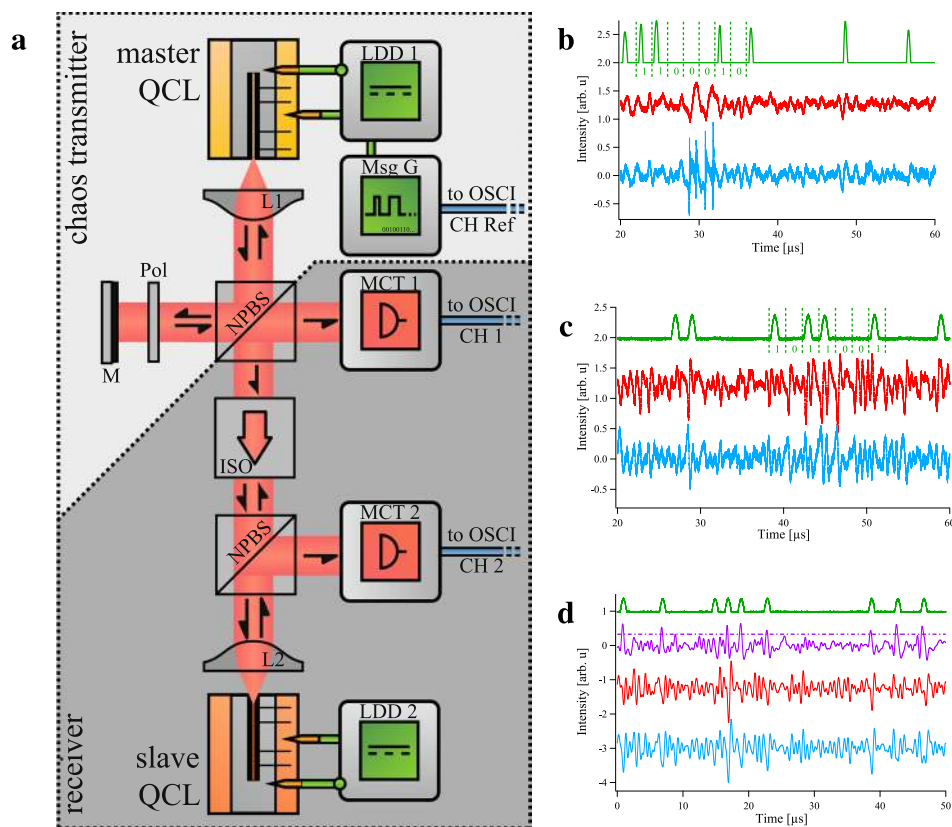 a
chaos transmitter
master
QCL
LDD 1
Msg G
00100110...
to OSCI
CH Ref
L1
Pol
M
NPBS
MCT 1
to OSCI
CH 1
ISO
NPBS
MCT 2
to OSCI
CH 2
L2
receiver
slave
QCL
LDD 2
b
Intensity [arb. u]
2.5
2.0
1.5
1.0
0.5
0.0
-0.5
1 1 0 0 0 1 0
20 30 40 50 60
Time [µs]
c
Intensity [arb. u]
2.5
2.0
1.5
1.0
0.5
0.0
-0.5
1 0 1 1 0 0 1
20 30 40 50 60
Time [µs]
d
Intensity [arb. u]
1
0
-1
-2
-3
-4
0 10 20 30 40 50
Time [µs]